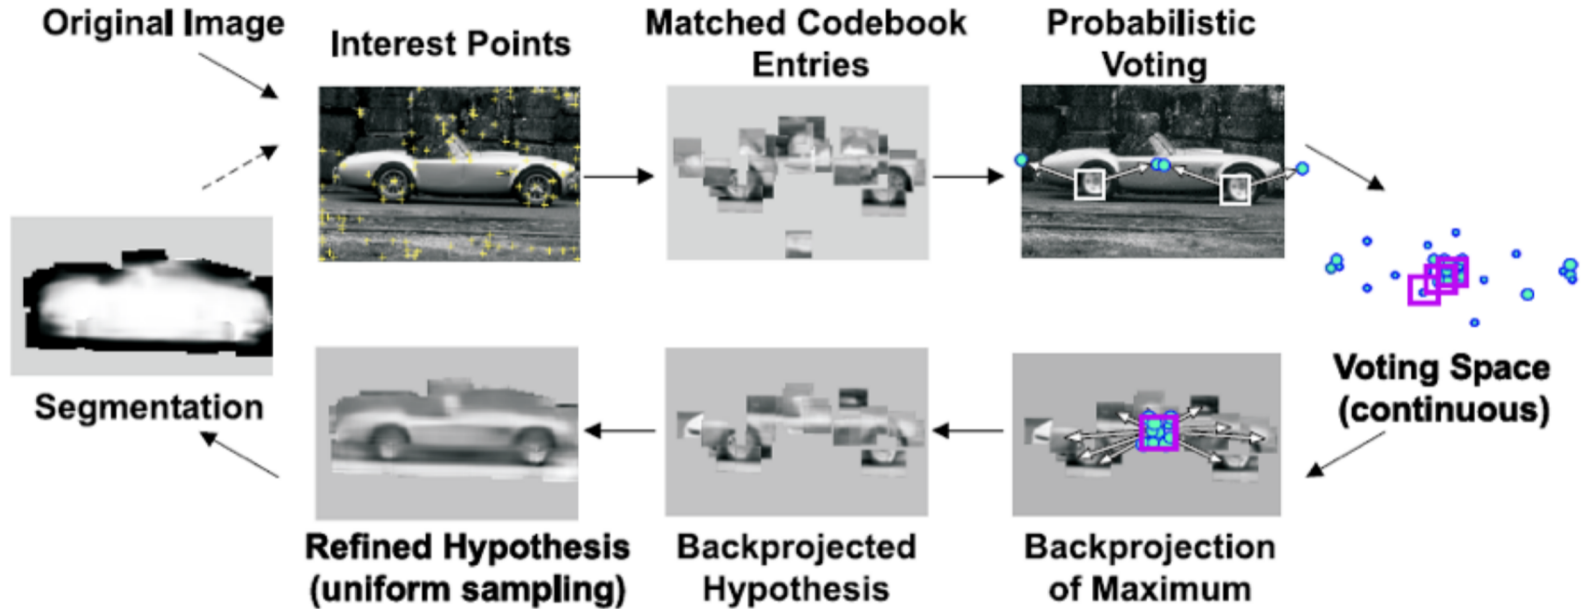 Original Image
Interest Points
Matched Codebook
Entries
Probabilistic
Voting
Voting Space
(continuous)
Segmentation
Refined Hypothesis
(uniform sampling)
Backprojected
Hypothesis
Backprojection
of Maximum